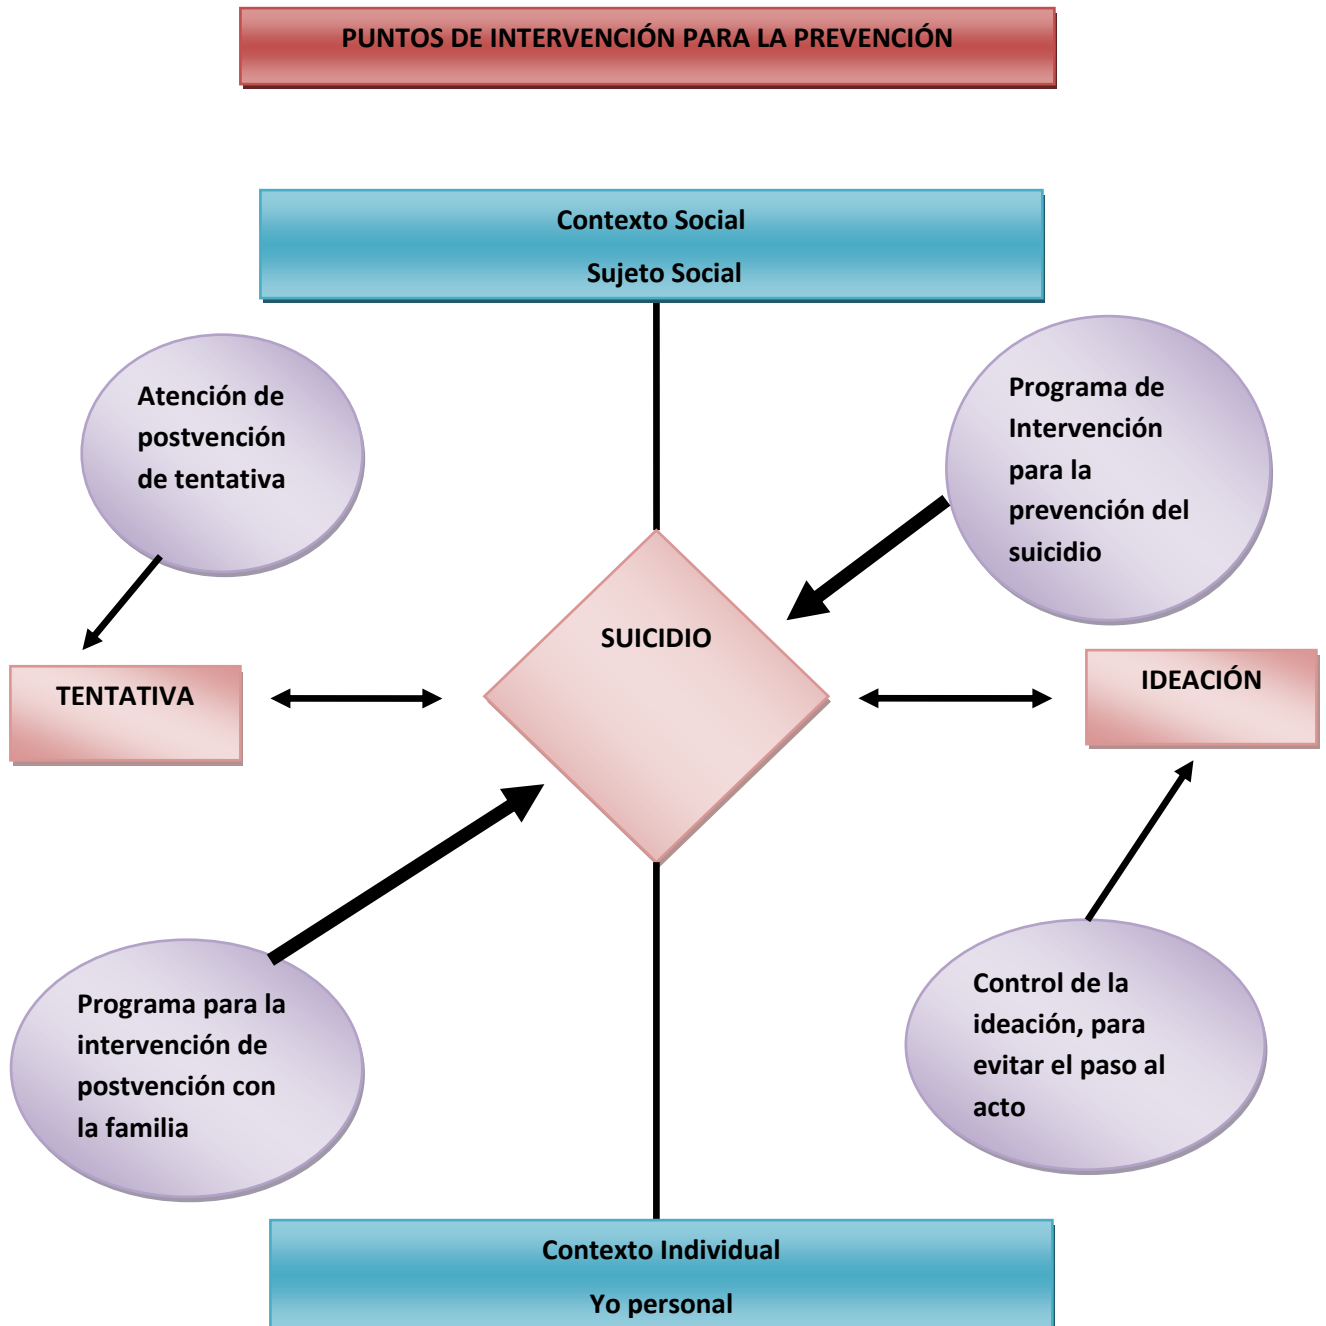 PUNTOS DE INTERVENCIÓN PARA LA PREVENCIÓN
Contexto Social
Sujeto Social
Atención de
postvención
de tentativa
Programa de
Intervención
para la
prevención del
suicidio
SUICIDIO
TENTATIVA
IDEACIÓN
Programa para la
intervención de
postvención con
la familia
Control de la
ideación, para
evitar el paso al
acto
Contexto Individual
Yo personal